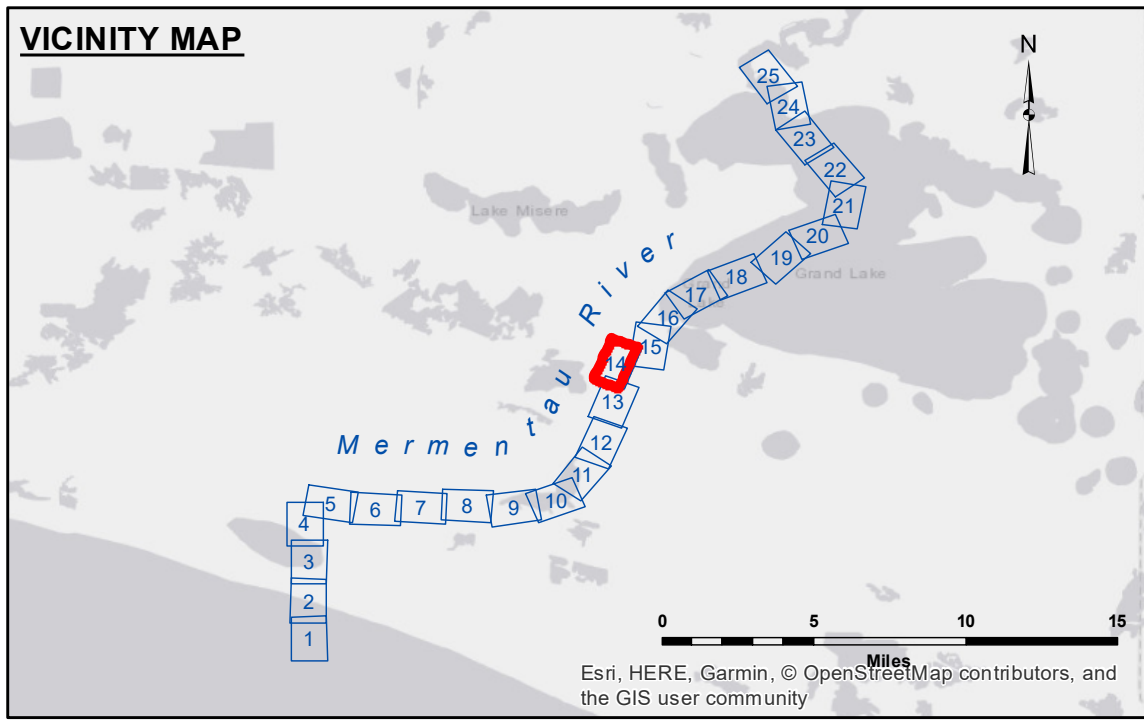 VICINITY MAP
N
25
24
23
22
21
20
19
18
17
16
15
14
13
12
11
10
9
8
7
6
5
4
3
2
1
Lake Misere
Grand Lake
Mermentau River
0 5 10 15
Miles
Esri, HERE, Garmin, © OpenStreetMap contributors, and
the GIS user community